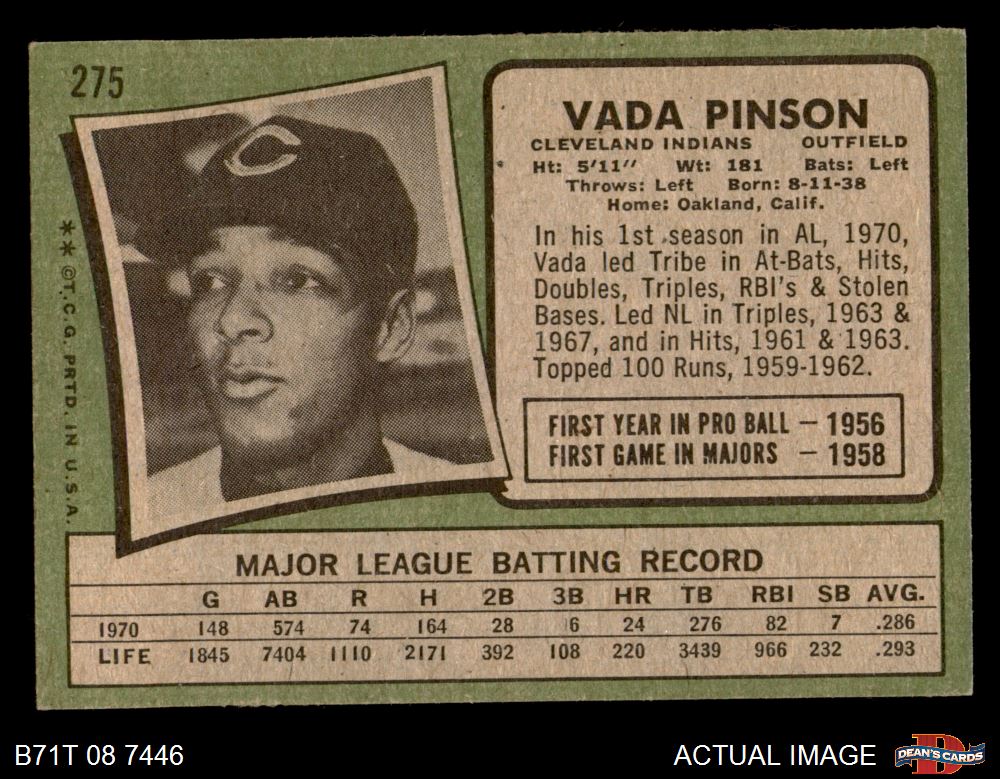 275
C
** ©T.C.G. PRTD. IN U.S.A.
VADA PINSON
CLEVELAND INDIANS OUTFIELD
Ht: 5'11" Wt: 181 Bats: Left
Throws: Left Born: 8-11-38
Home: Oakland, Calif.
In his 1st season in AL, 1970,
Vada led Tribe in At-Bats, Hits,
Doubles, Triples, RBI's & Stolen
Bases. Led NL in Triples, 1963 &
1967, and in Hits, 1961 & 1963.
Topped 100 Runs, 1959-1962.
FIRST YEAR IN PRO BALL — 1956
FIRST GAME IN MAJORS — 1958
MAJOR LEAGUE BATTING RECORD
G AB R H 2B 3B HR TB RBI SB AVG.
1970 148 574 74 164 28 6 24 276 82 7 .286
LIFE 1845 7404 1110 2171 392 108 220 3439 966 232 .293
B71T 08 7446
ACTUAL IMAGE
D
DEAN'S CARDS